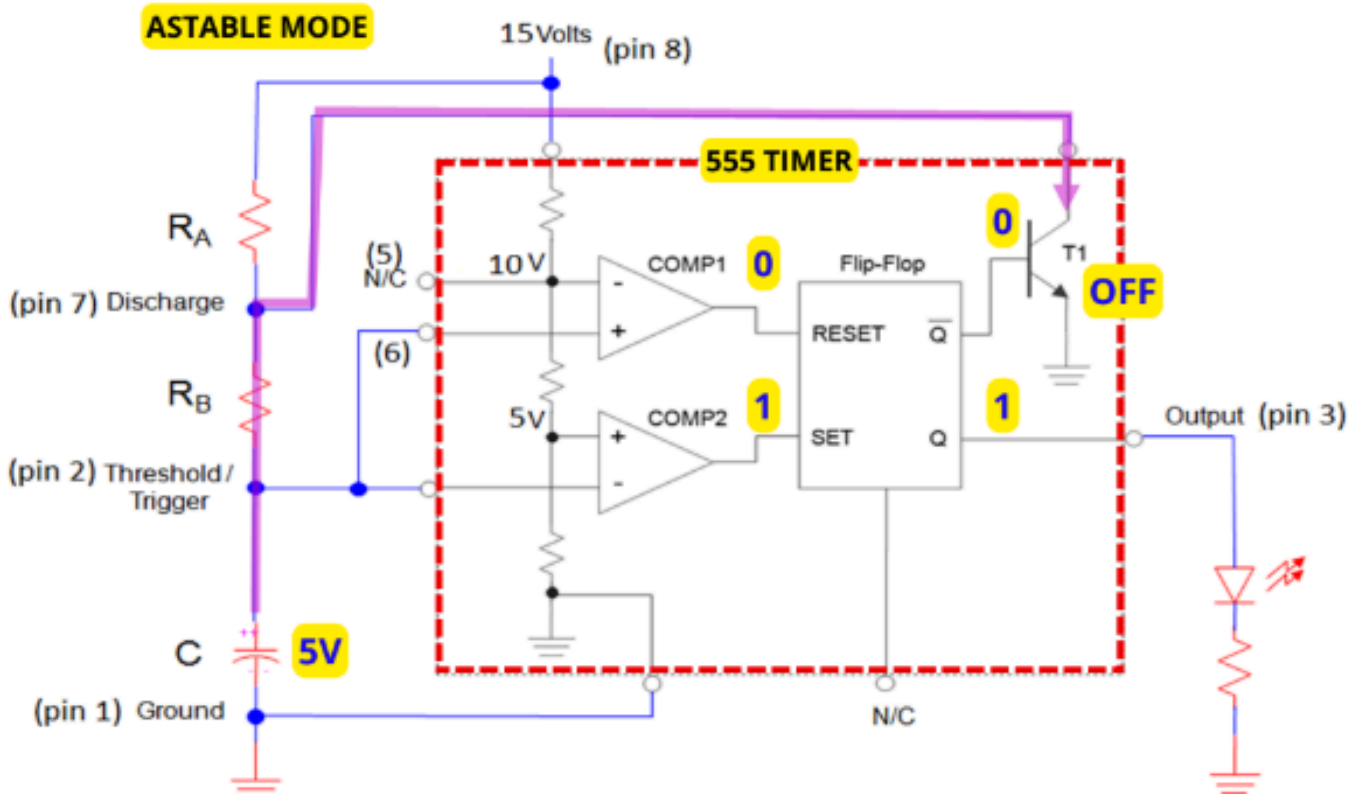 ASTABLE MODE
15Volts (pin 8)
555 TIMER
RA
(5)
N/C
10 V
COMP1
0
Flip-Flop
0
T1
OFF
(pin 7) Discharge
+
-
(6)
RESET
Q
RB
5V
COMP2
1
1
Output (pin 3)
+
-
SET
Q
(pin 2) Threshold /
Trigger
C
++
- -
5V
(pin 1) Ground
N/C